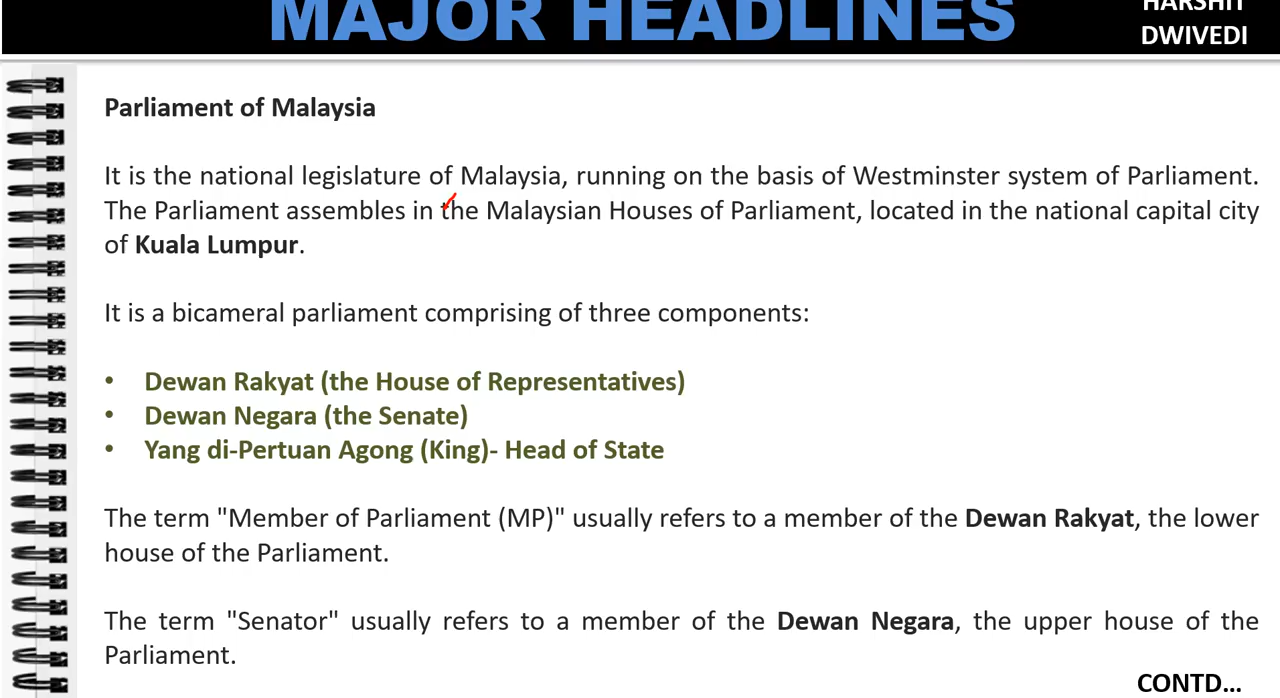 MAJOR HEADLINES
HARSHIT
DWIVEDI
Parliament of Malaysia
It is the national legislature of Malaysia, running on the basis of Westminster system of Parliament.
The Parliament assembles in the Malaysian Houses of Parliament, located in the national capital city
of Kuala Lumpur.
It is a bicameral parliament comprising of three components:
• Dewan Rakyat (the House of Representatives)
• Dewan Negara (the Senate)
• Yang di-Pertuan Agong (King)- Head of State
The term "Member of Parliament (MP)" usually refers to a member of the Dewan Rakyat, the lower
house of the Parliament.
The term "Senator" usually refers to a member of the Dewan Negara, the upper house of the
Parliament.
CONTD...